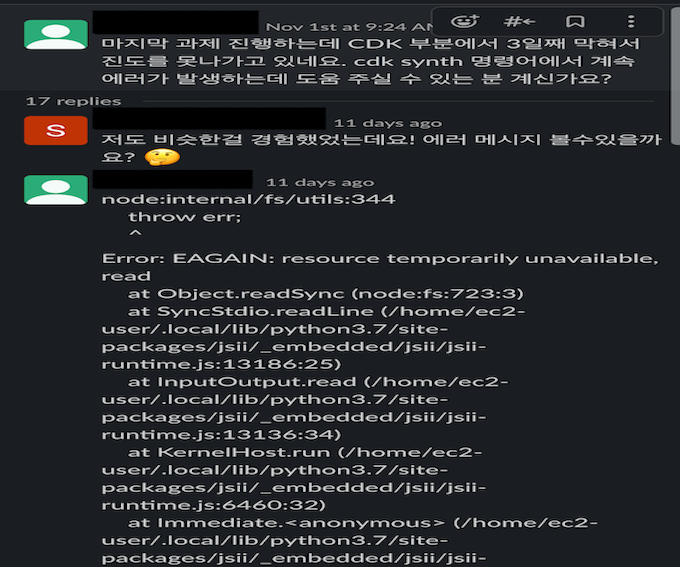 Nov 1st at 9:24 AM
마지막 과제 진행하는데 CDK 부분에서 3일째 막혀서
진도를 못나가고 있네요. cdk synth 명령어에서 계속
에러가 발생하는데 도움 주실 수 있는 분 계신가요?
17 replies
S
11 days ago
저도 비슷한걸 경험했었는데요! 에러 메시지 볼수있을까
요? 🤔
11 days ago
node:internal/fs/utils:344
throw err;
^
Error: EAGAIN: resource temporarily unavailable,
read
at Object.readSync (node:fs:723:3)
at SyncStdio.readLine (/home/ec2-
user/.local/lib/python3.7/site-
packages/jsii/_embedded/jsii/jsii-
runtime.js:13186:25)
at InputOutput.read (/home/ec2-
user/.local/lib/python3.7/site-
packages/jsii/_embedded/jsii/jsii-
runtime.js:13136:34)
at KernelHost.run (/home/ec2-
user/.local/lib/python3.7/site-
packages/jsii/_embedded/jsii/jsii-
runtime.js:6460:32)
at Immediate.<anonymous> (/home/ec2-
user/.local/lib/python3.7/site-
packages/jsii/_embedded/jsii/jsii-